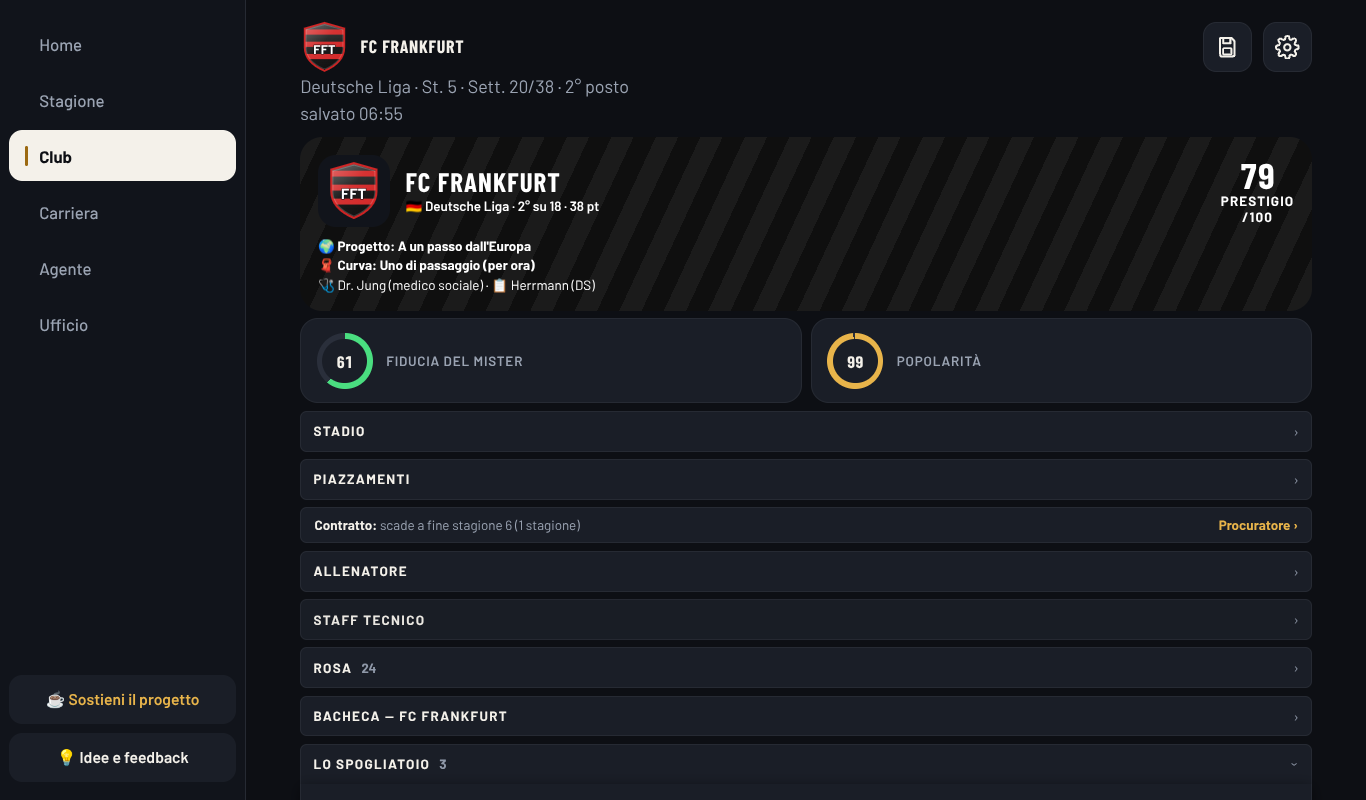 Home
Stagione
Club
Carriera
Agente
Ufficio
☕ Sostieni il progetto
💡 Idee e feedback
FFT
FC FRANKFURT
Deutsche Liga · St. 5 · Sett. 20/38 · 2° posto
salvato 06:55
FFT
FC FRANKFURT
🇩🇪 Deutsche Liga · 2° su 18 · 38 pt
79
PRESTIGIO
/100
🌍 Progetto: A un passo dall'Europa
🧣 Curva: Uno di passaggio (per ora)
🩺 Dr. Jung (medico sociale) · 📋 Herrmann (DS)
61 FIDUCIA DEL MISTER
99 POPOLARITÀ
STADIO ›
PIAZZAMENTI ›
Contratto: scade a fine stagione 6 (1 stagione) Procuratore ›
ALLENATORE ›
STAFF TECNICO ›
ROSA 24 ›
BACHECA — FC FRANKFURT ›
LO SPOGLIATOIO 3